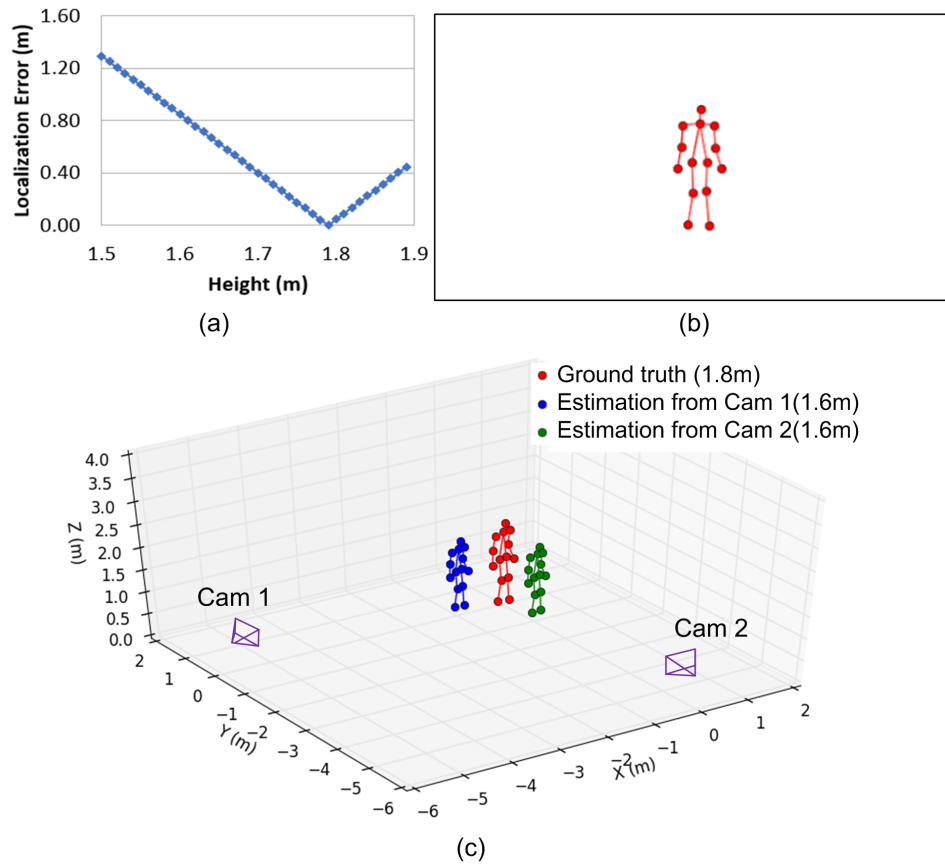 1.60
1.20
0.80
0.40
0.00
Localization Error (m)
1.5 1.6 1.7 1.8 1.9
Height (m)
(a)
(b)
Ground truth (1.8m)
Estimation from Cam 1(1.6m)
Estimation from Cam 2(1.6m)
4.0
3.5
3.0
2.5
2.0
1.5
1.0
0.5
0.0
Z (m)
Cam 1
Cam 2
2
1
0
−1
−2
−3
−4
−5
−6
Y (m)
−6 −5 −4 −3 −2 −1 0 1 2
X (m)
(c)